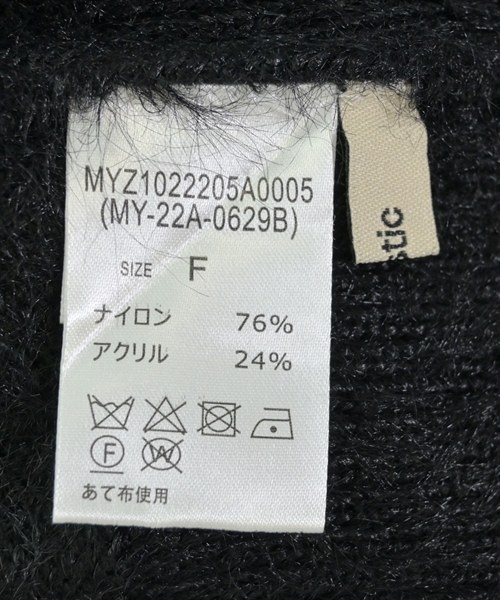 MYZ1022205A0005
(MY-22A-0629B)
SIZE F
ナイロン 76%
アクリル 24%
F W
あて布使用
stic